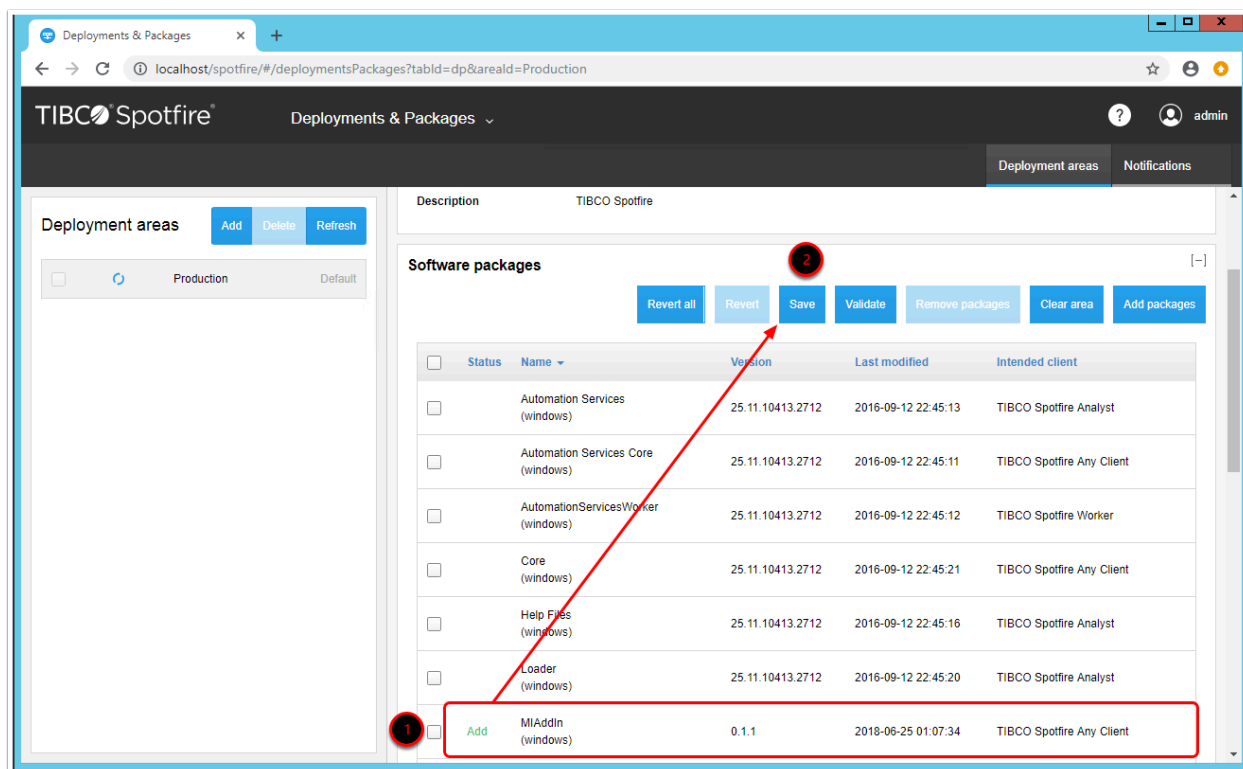 Deployments & Packages
localhost/spotfire/#/deploymentsPackages?tabId=dp&areaId=Production
TIBCO® Spotfire®
Deployments & Packages
?
admin
Deployment areas
Notifications
Deployment areas
Add
Delete
Refresh
Production
Default
Description
TIBCO Spotfire
Software packages
2
[−]
Revert all
Revert
Save
Validate
Remove packages
Clear area
Add packages
Status Name Version Last modified Intended client
Automation Services
(windows)
25.11.10413.2712 2016-09-12 22:45:13 TIBCO Spotfire Analyst
Automation Services Core
(windows)
25.11.10413.2712 2016-09-12 22:45:11 TIBCO Spotfire Any Client
AutomationServicesWorker
(windows)
25.11.10413.2712 2016-09-12 22:45:12 TIBCO Spotfire Worker
Core
(windows)
25.11.10413.2712 2016-09-12 22:45:21 TIBCO Spotfire Any Client
Help Files
(windows)
25.11.10413.2712 2016-09-12 22:45:16 TIBCO Spotfire Analyst
Loader
(windows)
25.11.10413.2712 2016-09-12 22:45:20 TIBCO Spotfire Analyst
1
Add
MIAddIn
(windows)
0.1.1 2018-06-25 01:07:34 TIBCO Spotfire Any Client